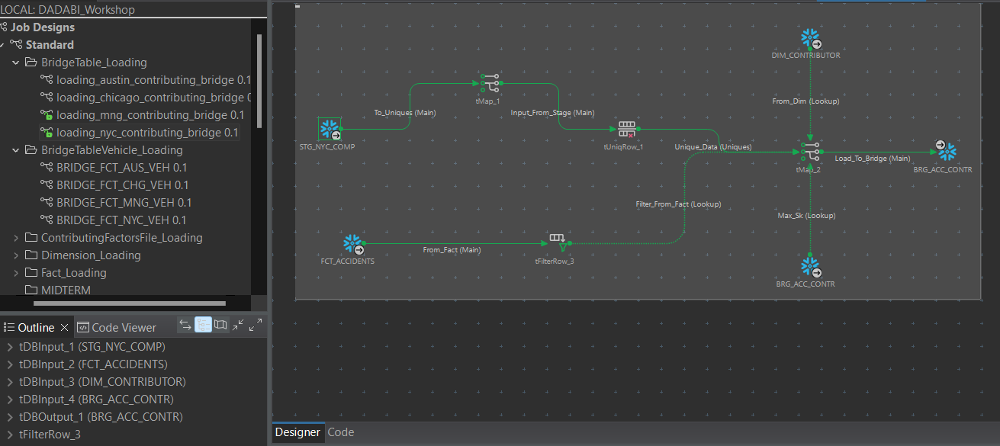 LOCAL: DADABI_Workshop
Job Designs
Standard
BridgeTable_Loading
loading_austin_contributing_bridge 0.1
loading_chicago_contributing_bridge 0
loading_mng_contributing_bridge 0.1
loading_nyc_contributing_bridge 0.1
BridgeTableVehicle_Loading
BRIDGE_FCT_AUS_VEH 0.1
BRIDGE_FCT_CHG_VEH 0.1
BRIDGE_FCT_MNG_VEH 0.1
BRIDGE_FCT_NYC_VEH 0.1
ContributingFactorsFile_Loading
Dimension_Loading
Fact_Loading
MIDTERM
Outline
Code Viewer
tDBInput_1 (STG_NYC_COMP)
tDBInput_2 (FCT_ACCIDENTS)
tDBInput_3 (DIM_CONTRIBUTOR)
tDBInput_4 (BRG_ACC_CONTR)
tDBOutput_1 (BRG_ACC_CONTR)
tFilterRow_3
DIM_CONTRIBUTOR
tMap_1
From_Dim (Lookup)
To_Uniques (Main)
Input_From_Stage (Main)
STG_NYC_COMP
tUniqRow_1
Unique_Data (Uniques)
Load_To_Bridge (Main)
tMap_2
BRG_ACC_CONTR
Filter_From_Fact (Lookup)
Max_Sk (Lookup)
From_Fact (Main)
FCT_ACCIDENTS
tFilterRow_3
BRG_ACC_CONTR
Designer
Code